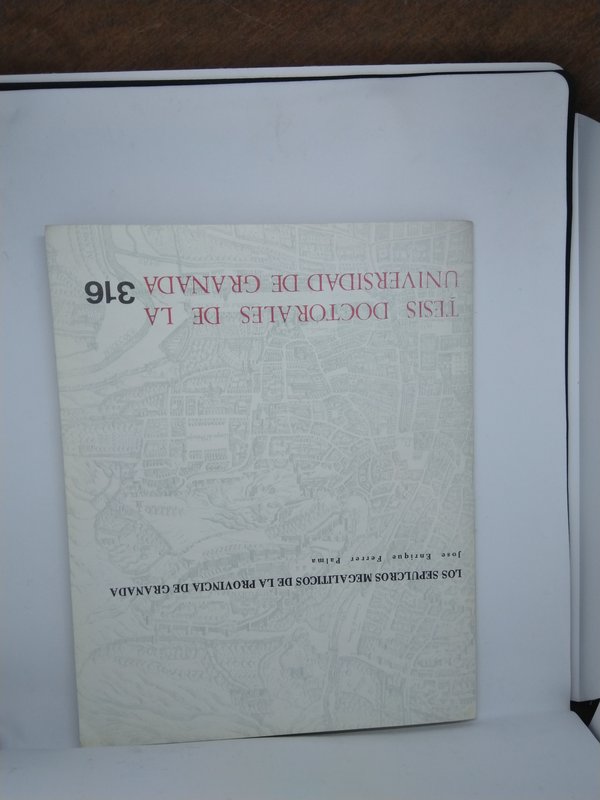 LOS SEPULCROS MEGALITICOS DE LA PROVINCIA DE GRANADA
Jose Enrique Ferrer Palma
TESIS DOCTORALES DE LA
UNIVERSIDAD DE GRANADA 316